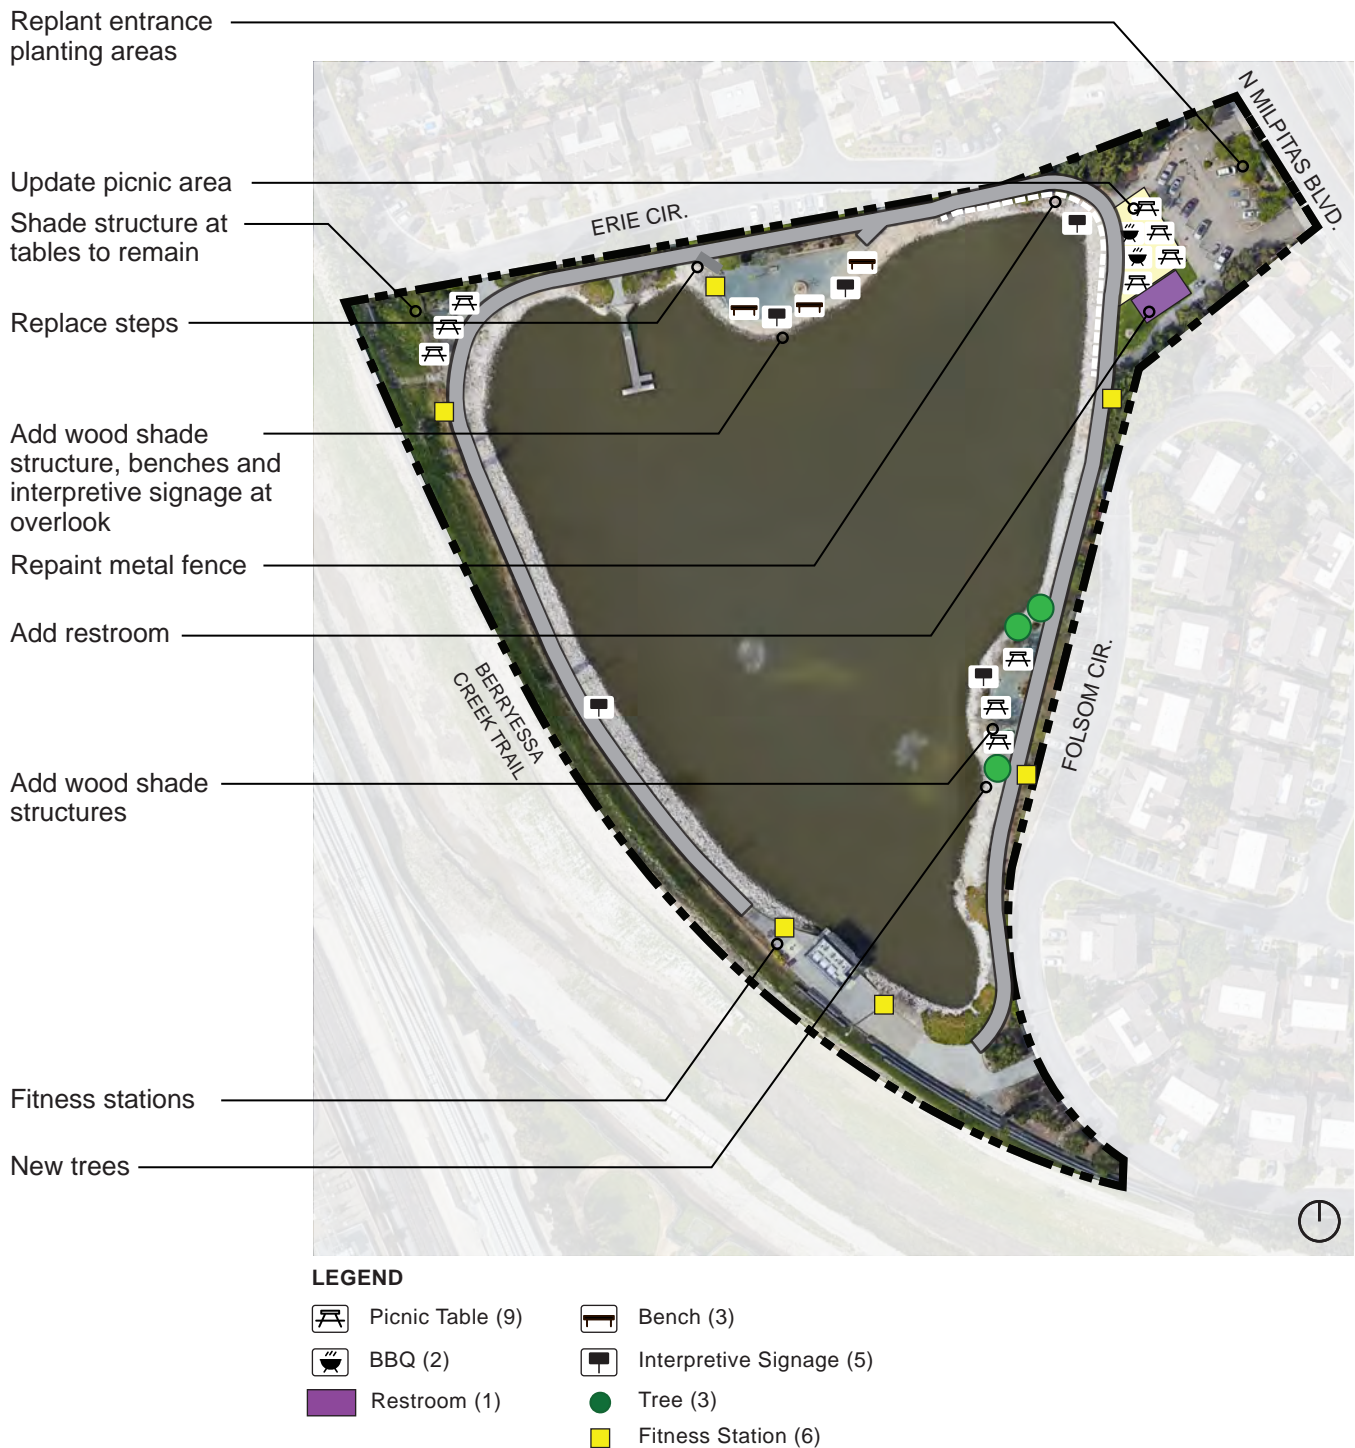 Replant entrance
planting areas
N MILPITAS BLVD.
Update picnic area
Shade structure at
tables to remain
ERIE CIR.
Replace steps
Add wood shade
structure, benches and
interpretive signage at
overlook
Repaint metal fence
Add restroom
BERRYESSA
CREEK TRAIL
FOLSOM CIR.
Add wood shade
structures
Fitness stations
New trees
LEGEND
Picnic Table (9)
Bench (3)
BBQ (2)
Interpretive Signage (5)
Restroom (1)
Tree (3)
Fitness Station (6)